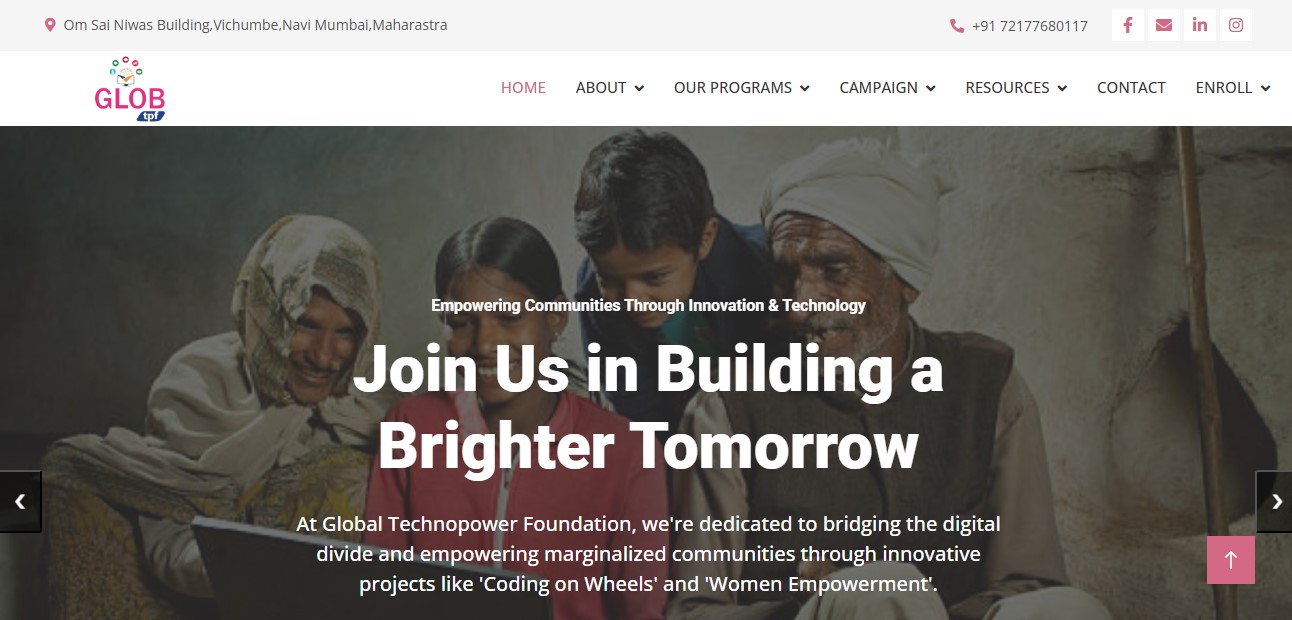 Om Sai Niwas Building,Vichumbe,Navi Mumbai,Maharastra
+91 72177680117
GLOB
tpf
HOME ABOUT OUR PROGRAMS CAMPAIGN RESOURCES CONTACT ENROLL
Empowering Communities Through Innovation & Technology
Join Us in Building a
Brighter Tomorrow
At Global Technopower Foundation, we're dedicated to bridging the digital
divide and empowering marginalized communities through innovative
projects like 'Coding on Wheels' and 'Women Empowerment'.